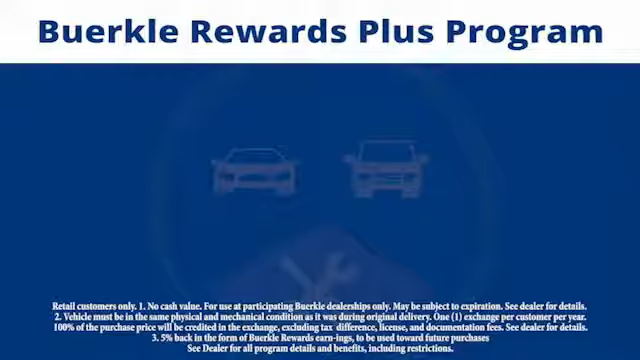 Buerkle Rewards Plus Program
Retail customers only. 1. No cash value. For use at participating Buerkle dealerships only. May be subject to expiration. See dealer for details.
2. Vehicle must be in the same physical and mechanical condition as it was during original delivery. One (1) exchange per customer per year.
100% of the purchase price will be credited in the exchange, excluding tax difference, license, and documentation fees. See dealer for details.
3. 5% back in the form of Buerkle Rewards earn-ings, to be used toward future purchases
See Dealer for all program details and benefits, including restrictions.